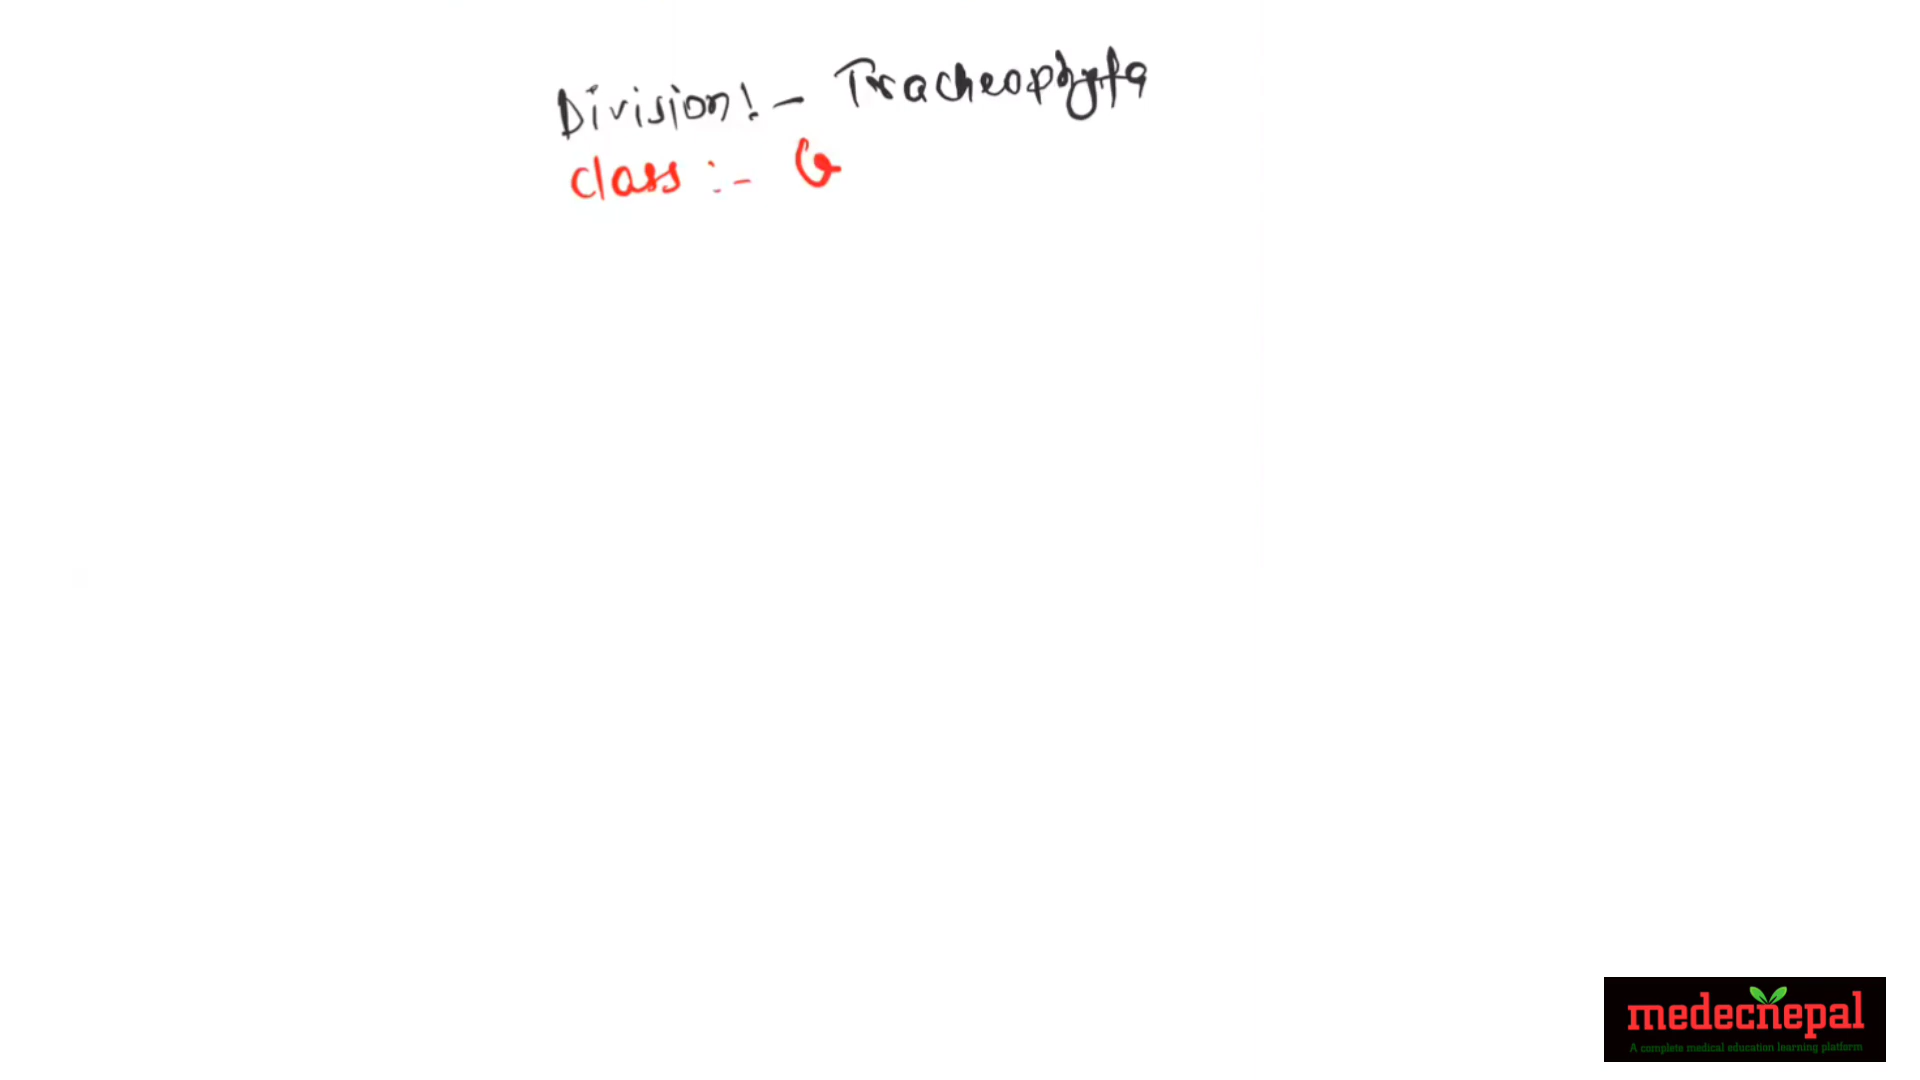 Division! - Tracheophyta
class :- G
medecnepal
A complete medical education learning platform